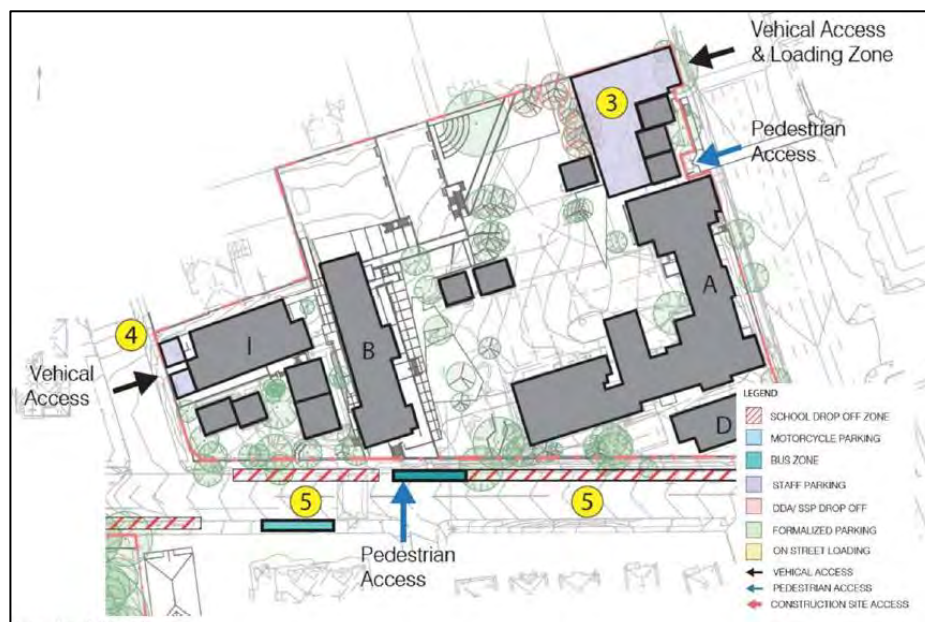 Vehical Access
& Loading Zone
3
Pedestrian
Access
A
4
I
B
Vehical
Access
D
5
5
Pedestrian
Access
LEGEND
SCHOOL DROP OFF ZONE
MOTORCYCLE PARKING
BUS ZONE
STAFF PARKING
DDA/ SSP DROP OFF
FORMALIZED PARKING
ON STREET LOADING
VEHICAL ACCESS
PEDESTRIAN ACCESS
CONSTRUCTION SITE ACCESS